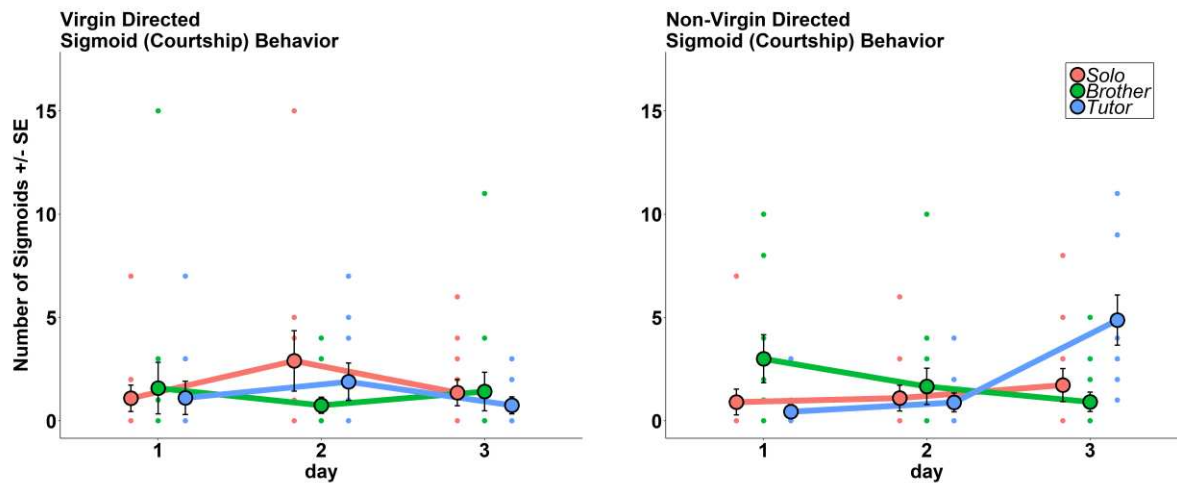 Virgin Directed
Sigmoid (Courtship) Behavior
Number of Sigmoids +/- SE
15
10
5
0
1
2
3
day
Non-Virgin Directed
Sigmoid (Courtship) Behavior
Solo
Brother
Tutor
15
10
5
0
1
2
3
day